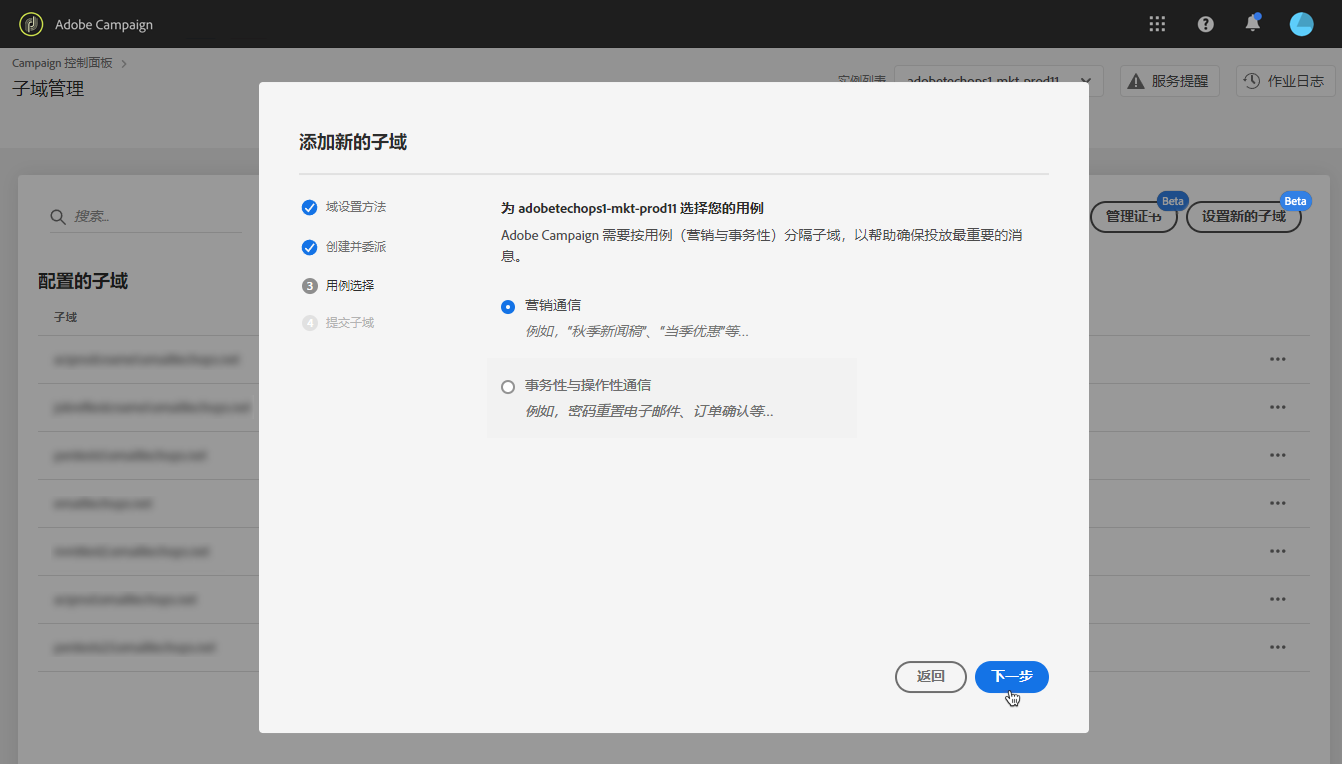 Adobe Campaign
Campaign 控制面板
子域管理
实例列表
adobetechops1-mkt-prod11
服务提醒
作业日志
搜索..
管理证书
Beta
设置新的子域
Beta
配置的子域
子域
添加新的子域
域设置方法
创建并委派
3 用例选择
4 提交子域
为 adobetechops1-mkt-prod11 选择您的用例
Adobe Campaign 需要按用例（营销与事务性）分隔子域，以帮助确保投放最重要的消
息。
营销通信
例如，"秋季新闻稿"、"当季优惠"等...
事务性与操作性通信
例如，密码重置电子邮件、订单确认等...
返回
下一步